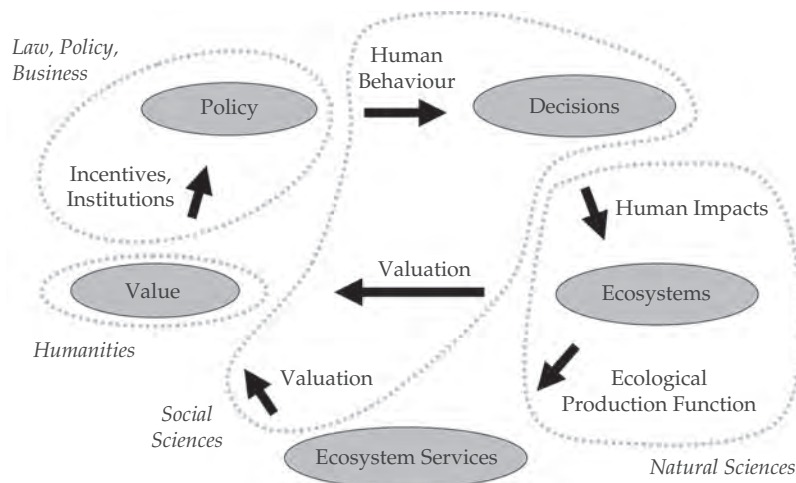 Law, Policy,
Business
Policy
Human
Behaviour
Decisions
Incentives,
Institutions
Human Impacts
Value
Valuation
Ecosystems
Humanities
Valuation
Ecological
Production Function
Social
Sciences
Ecosystem Services
Natural Sciences